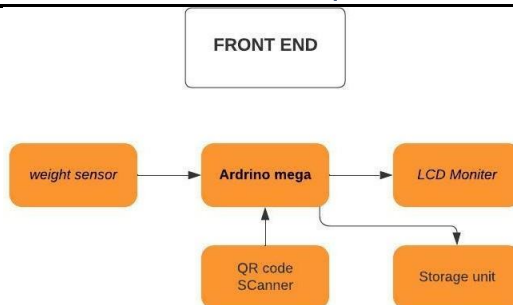 FRONT END
weight sensor
Ardrino mega
LCD Moniter
QR code
SCanner
Storage unit